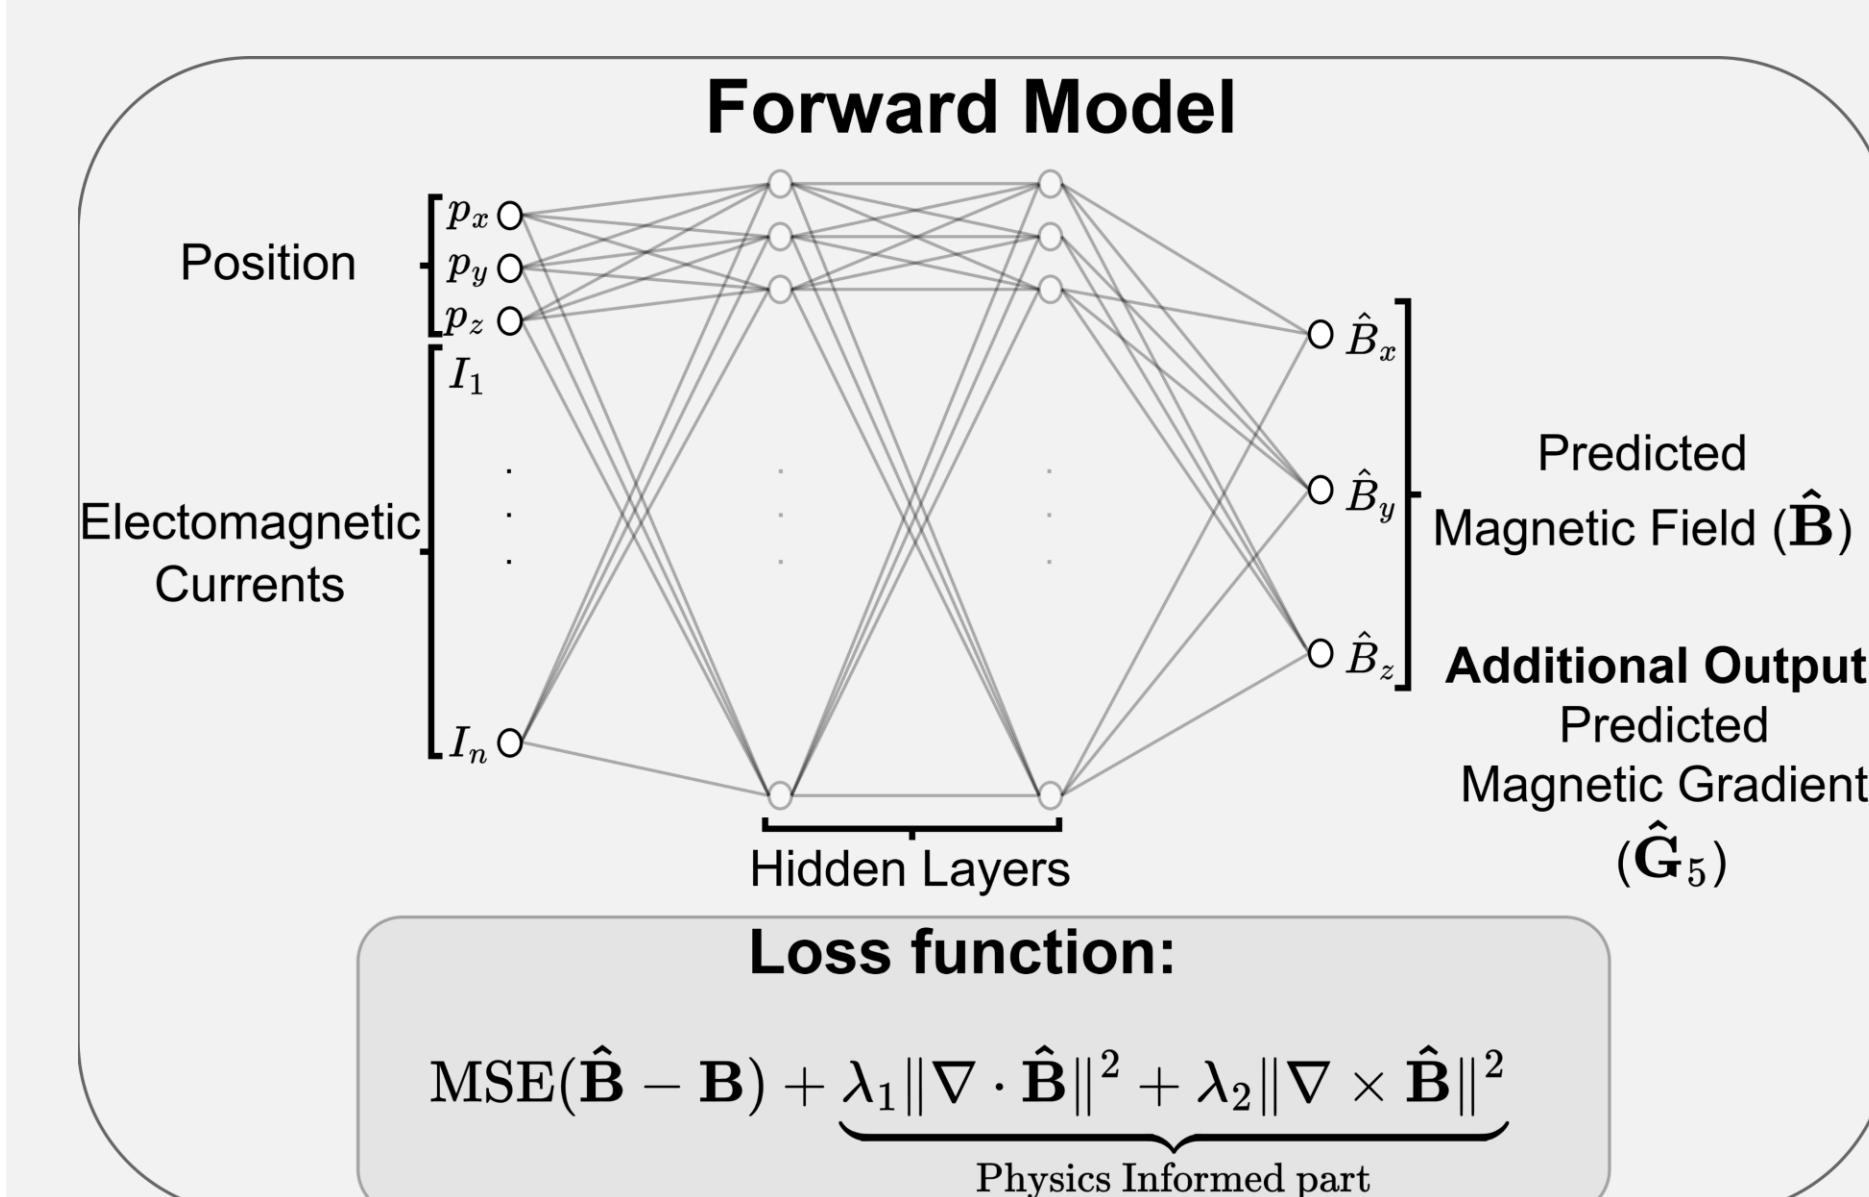 Forward Model
Position
p_x
p_y
p_z
I_1
Electomagnetic
Currents
I_n
Hidden Layers
B̂_x
B̂_y
B̂_z
Predicted
Magnetic Field (𝐁̂)
Additional Output
Predicted
Magnetic Gradient
(𝐆̂_5)
Loss function:
MSE(𝐁̂ − 𝐁) + λ_1‖∇ · 𝐁̂‖² + λ_2‖∇ × 𝐁̂‖²
Physics Informed part